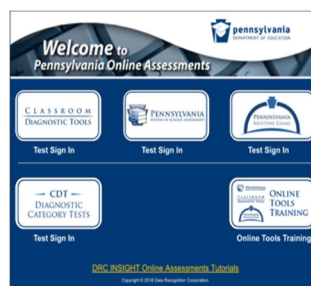 pennsylvania
DEPARTMENT OF EDUCATION
Welcome to
Pennsylvania Online Assessments
CLASSROOM
DIAGNOSTIC TOOLS
PENNSYLVANIA
SYSTEM OF SCHOOL ASSESSMENT
PENNSYLVANIA
KEYSTONE EXAMS
Test Sign In
Test Sign In
Test Sign In
CDT
DIAGNOSTIC
CATEGORY TESTS
ONLINE
TOOLS
TRAINING
Test Sign In
Online Tools Training
DRC INSIGHT Online Assessments Tutorials
Copyright © 2018 Data Recognition Corporation